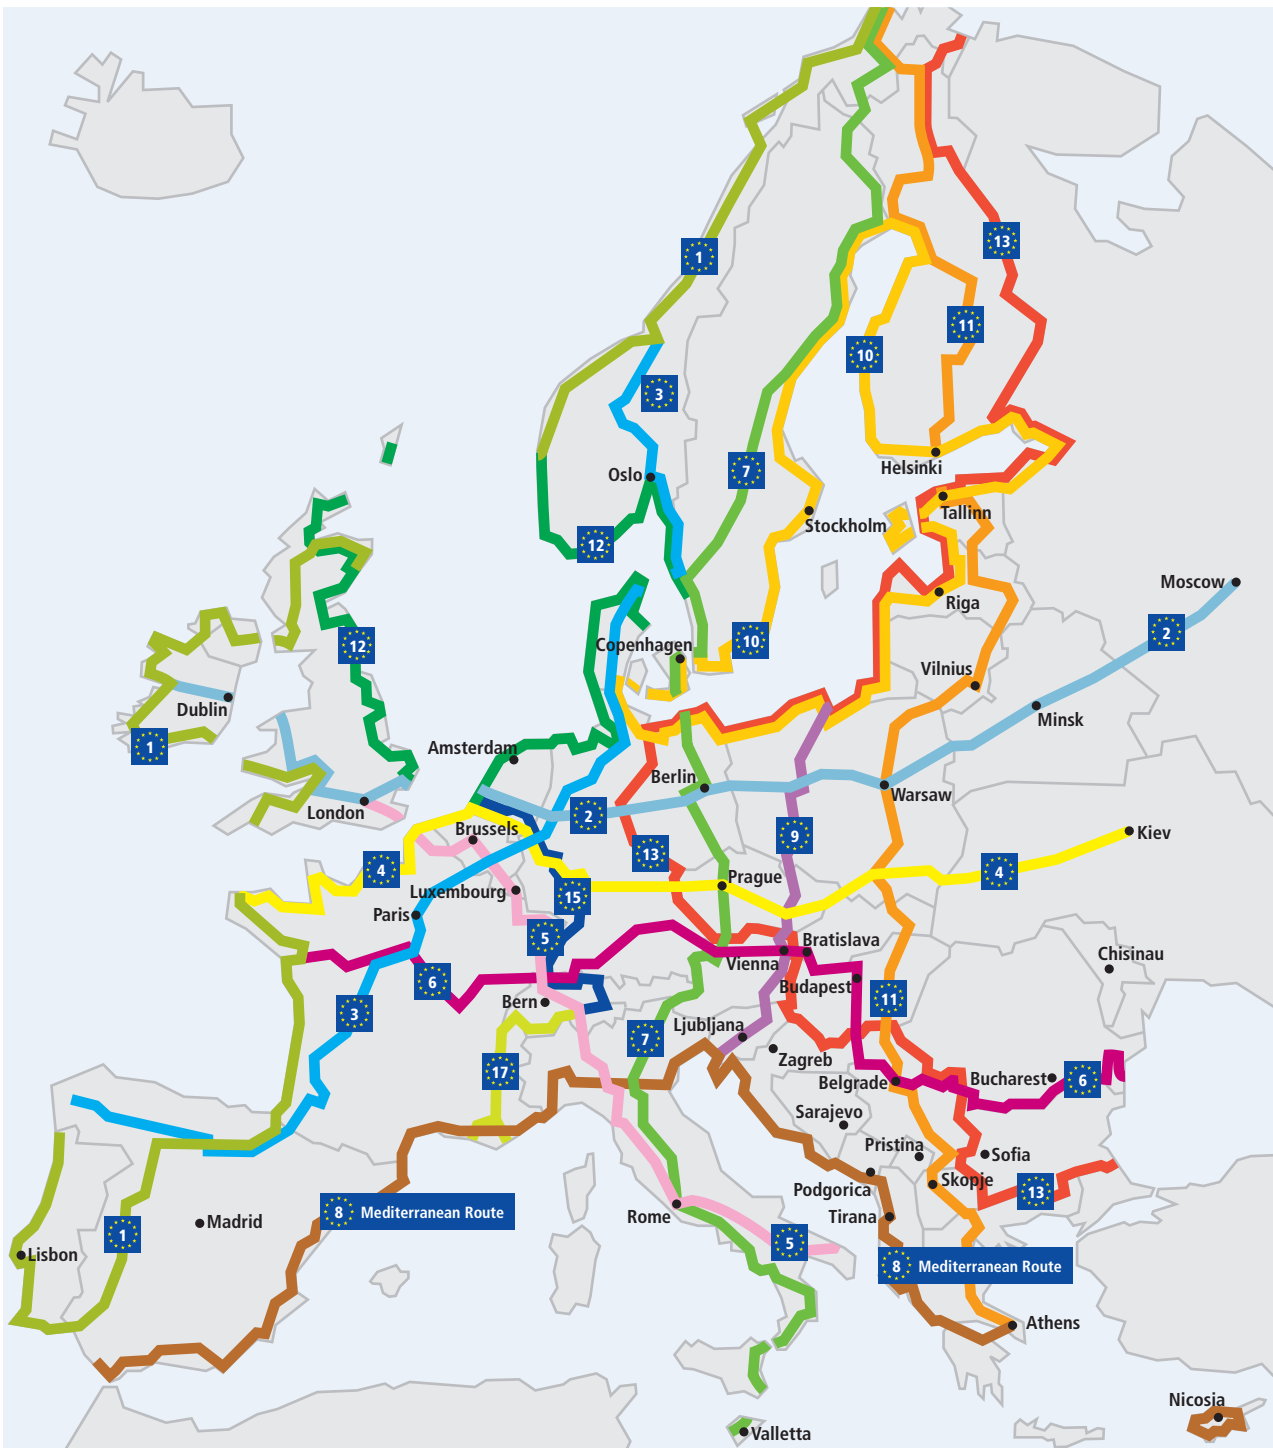 1
13
11
10
3
7
Oslo
Helsinki
Tallinn
Stockholm
12
Moscow
Riga
2
10
12
Copenhagen
Vilnius
Dublin
Minsk
1
Amsterdam
Berlin
Warsaw
London
2
Brussels
9
Kiev
13
4
4
Prague
Luxembourg
15
Paris
5
Bratislava
Vienna
Chisinau
6
Budapest
11
Bern
3
Ljubljana
7
Zagreb
17
Belgrade
Bucharest
6
Sarajevo
Pristina
Sofia
Skopje
Podgorica
13
8 Mediterranean Route
Rome
Tirana
Madrid
1
5
Lisbon
8 Mediterranean Route
Athens
Nicosia
Valletta